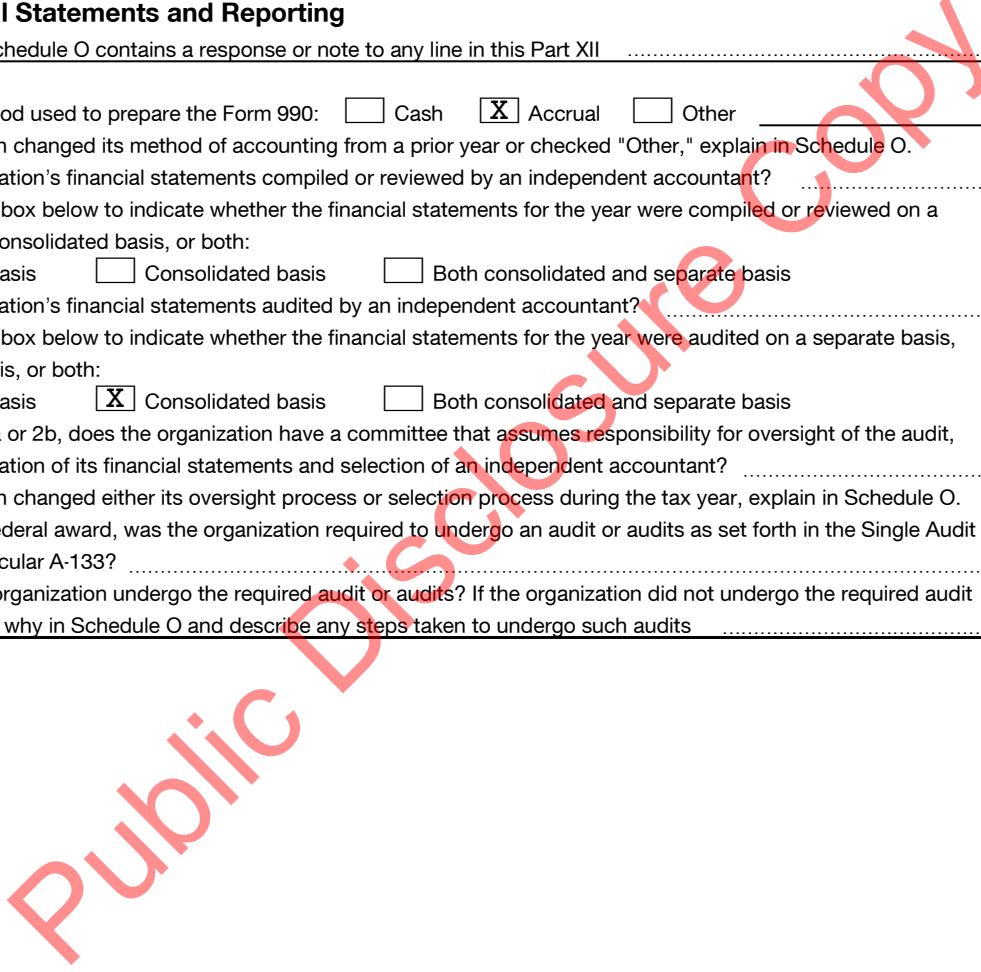 l Statements and Reporting
chedule O contains a response or note to any line in this Part XII
od used to prepare the Form 990: Cash X Accrual Other
n changed its method of accounting from a prior year or checked "Other," explain in Schedule O.
ation's financial statements compiled or reviewed by an independent accountant?
box below to indicate whether the financial statements for the year were compiled or reviewed on a
onsolidated basis, or both:
asis Consolidated basis Both consolidated and separate basis
ation's financial statements audited by an independent accountant?
box below to indicate whether the financial statements for the year were audited on a separate basis,
is, or both:
asis X Consolidated basis Both consolidated and separate basis
or 2b, does the organization have a committee that assumes responsibility for oversight of the audit,
ation of its financial statements and selection of an independent accountant?
n changed either its oversight process or selection process during the tax year, explain in Schedule O.
ederal award, was the organization required to undergo an audit or audits as set forth in the Single Audit
cular A-133?
organization undergo the required audit or audits? If the organization did not undergo the required audit
why in Schedule O and describe any steps taken to undergo such audits
Public Disclosure Copy